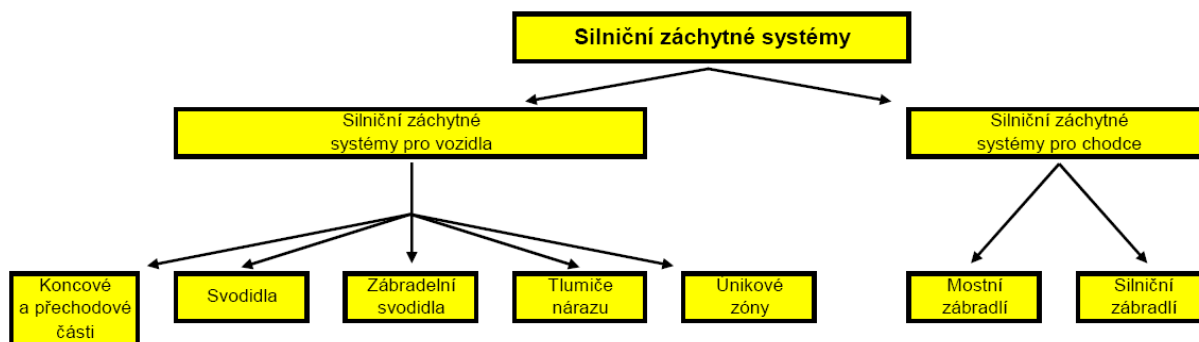 Silniční záchytné systémy
Silniční záchytné
systémy pro vozidla
Silniční záchytné
systémy pro chodce
Koncové
a přechodové
části
Svodidla
Zábradelní
svodidla
Tlumiče
nárazu
Únikové
zóny
Mostní
zábradlí
Silniční
zábradlí